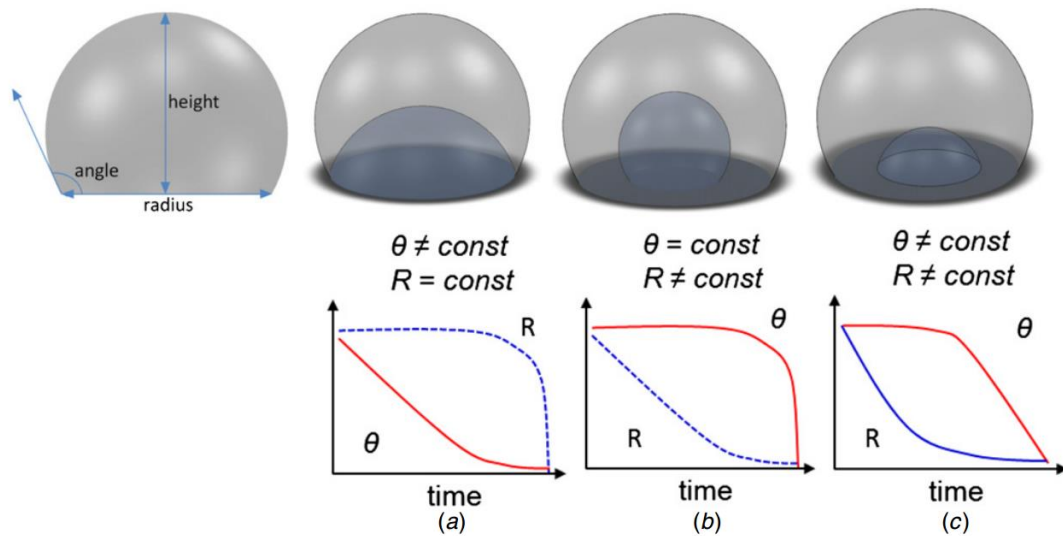 height
angle
radius
θ ≠ const
R = const
R
θ
time
(a)
θ = const
R ≠ const
θ
R
time
(b)
θ ≠ const
R ≠ const
θ
R
time
(c)